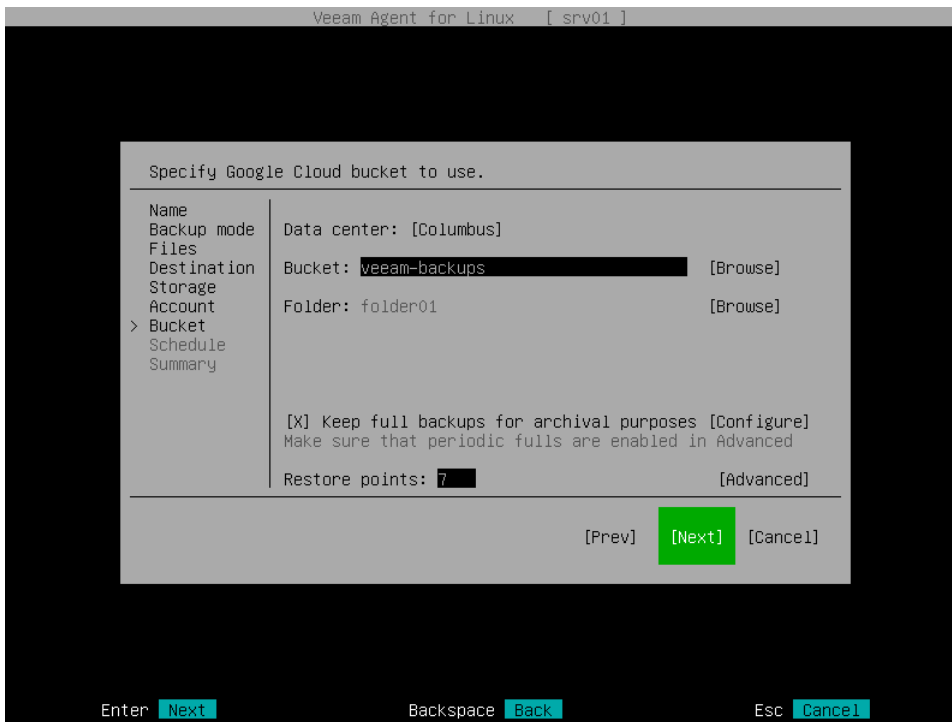 Veeam Agent for Linux [ srv01 ]
Specify Google Cloud bucket to use.
Name
Backup mode
Files
Destination
Storage
Account
> Bucket
Schedule
Summary
Data center: [Columbus]
Bucket: veeam-backups [Browse]
Folder: folder01 [Browse]
[X] Keep full backups for archival purposes [Configure]
Make sure that periodic fulls are enabled in Advanced
Restore points: 7 [Advanced]
[Prev] [Next] [Cancel]
Enter Next Backspace Back Esc Cancel